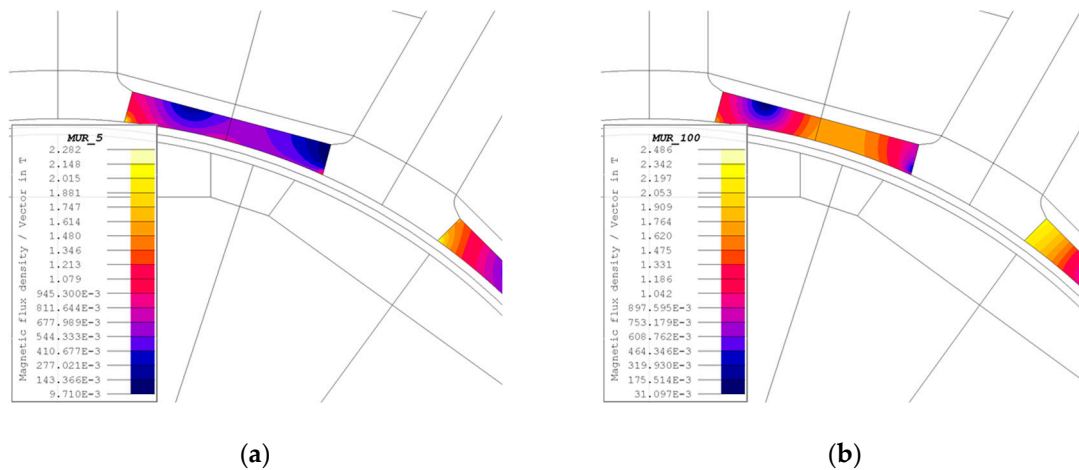 MUR_5
Magnetic flux density / Vector in T
2.282
2.148
2.015
1.881
1.747
1.614
1.480
1.346
1.213
1.079
945.300E-3
811.644E-3
677.989E-3
544.333E-3
410.677E-3
277.021E-3
143.366E-3
9.710E-3
MUR_100
Magnetic flux density / Vector in T
2.486
2.342
2.197
2.053
1.909
1.764
1.620
1.475
1.331
1.186
1.042
897.595E-3
753.179E-3
608.762E-3
464.346E-3
319.930E-3
175.514E-3
31.097E-3
(a)
(b)